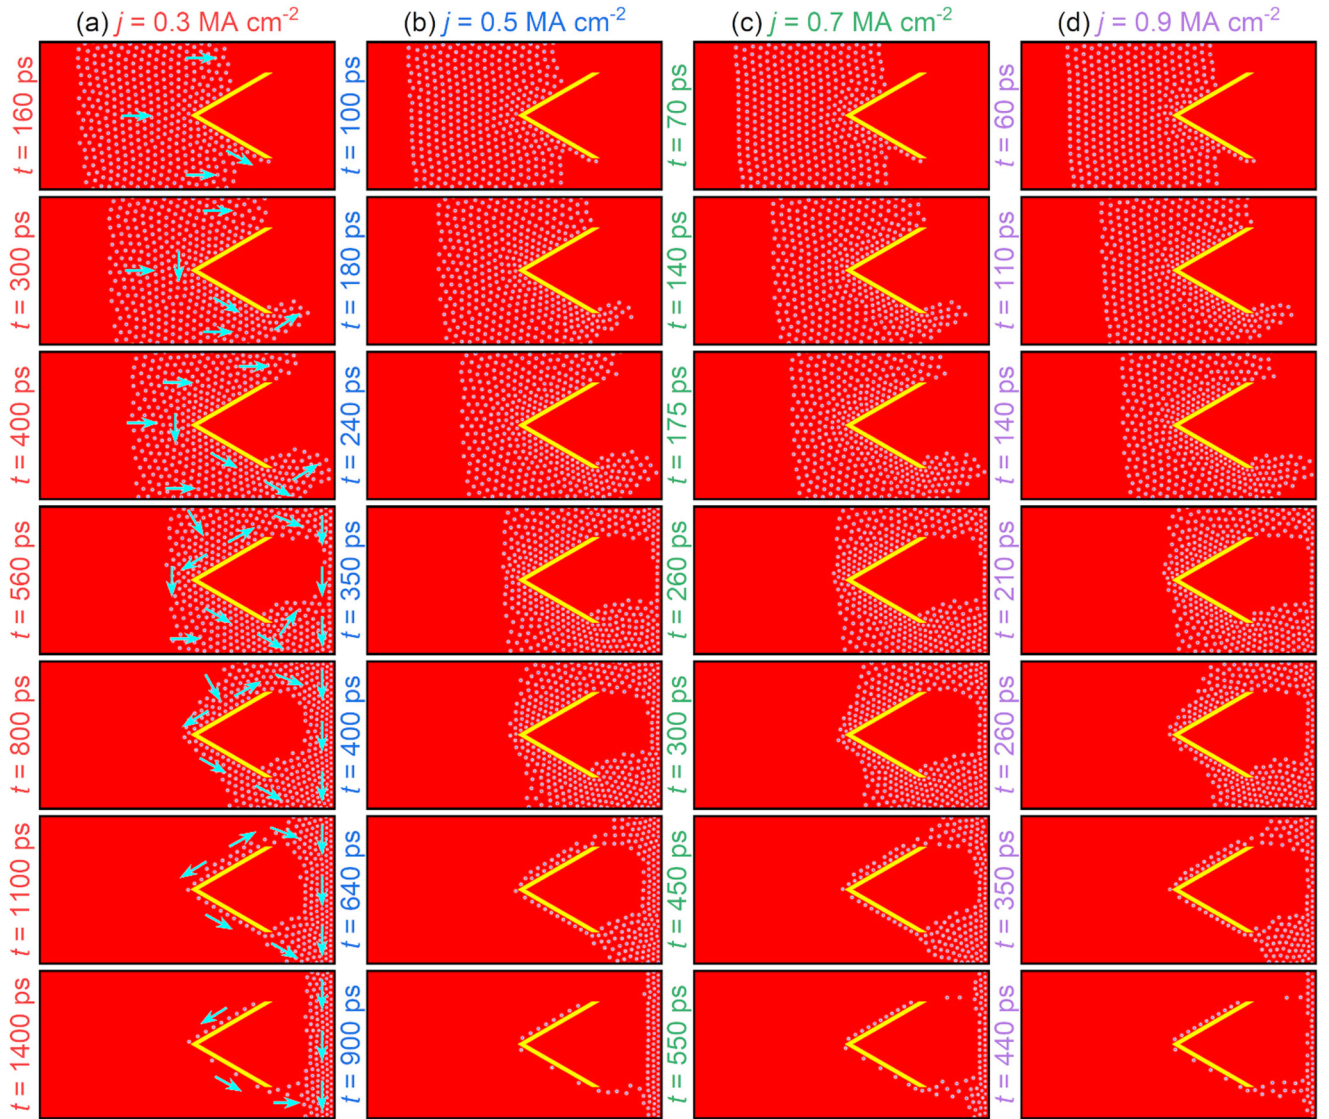 (a) j = 0.3 MA cm-2 (b) j = 0.5 MA cm-2 (c) j = 0.7 MA cm-2 (d) j = 0.9 MA cm-2
t = 160 ps t = 100 ps t = 70 ps t = 60 ps
t = 300 ps t = 180 ps t = 140 ps t = 110 ps
t = 400 ps t = 240 ps t = 175 ps t = 140 ps
t = 560 ps t = 350 ps t = 260 ps t = 210 ps
t = 800 ps t = 400 ps t = 300 ps t = 260 ps
t = 1100 ps t = 640 ps t = 450 ps t = 350 ps
t = 1400 ps t = 900 ps t = 550 ps t = 440 ps